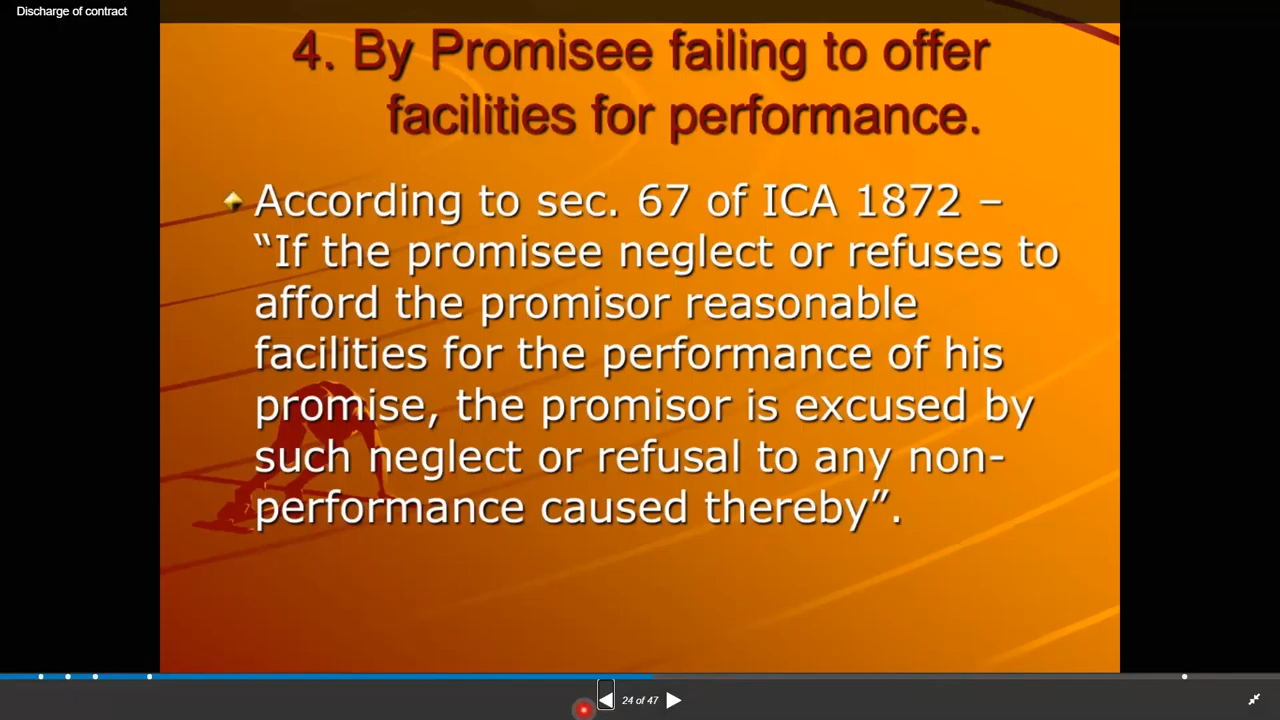 Discharge of contract
4. By Promisee failing to offer
facilities for performance.
According to sec. 67 of ICA 1872 –
“If the promisee neglect or refuses to
afford the promisor reasonable
facilities for the performance of his
promise, the promisor is excused by
such neglect or refusal to any non-
performance caused thereby”.
24 of 47